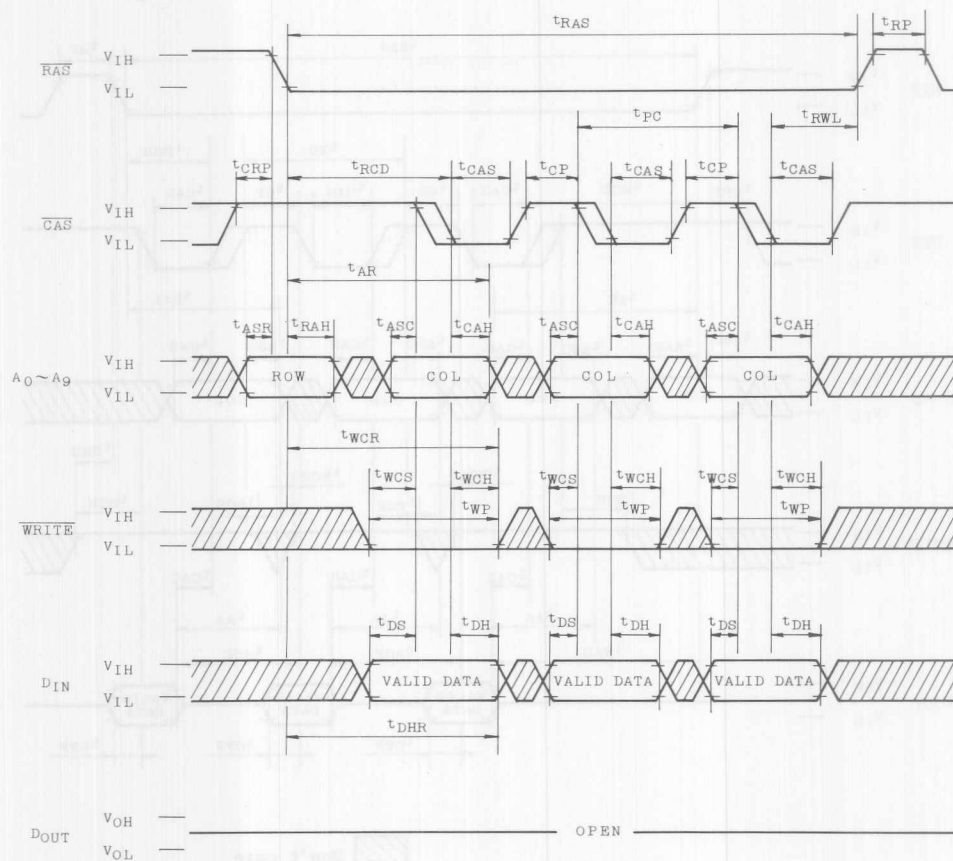 tRAS
tRP
RAS
VIH
VIL
tPC
tRWL
tCRP
tRCD
tCAS
tCP
tCAS
tCP
tCAS
CAS
VIH
VIL
tAR
tASR
tRAH
tASC
tCAH
tASC
tCAH
tASC
tCAH
A0~A9
VIH
VIL
ROW
COL
COL
COL
tWCR
tWCS
tWCH
tWCS
tWCH
tWCS
tWCH
tWP
tWP
tWP
WRITE
VIH
VIL
tDS
tDH
tDS
tDH
tDS
tDH
DIN
VIH
VIL
VALID DATA
VALID DATA
VALID DATA
tDHR
DOUT
VOH
VOL
OPEN